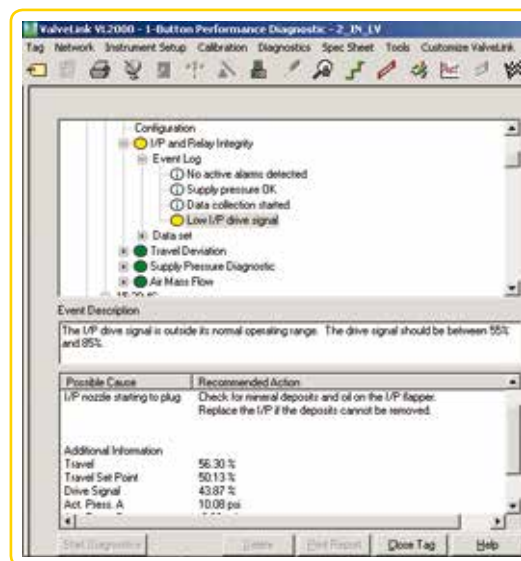 ValveLink VL2000 - 1-Button Performance Diagnostic - 2_IN_LV
Tag Network Instrument Setup Calibration Diagnostics Spec Sheet Tools Customize ValveLink
Configuration
I/P and Relay Integrity
Event Log
No active alarms detected
Supply pressure OK
Data collection started
Low I/P drive signal
Data set
Travel Deviation
Supply Pressure Diagnostic
Air Mass Flow
Event Description
The I/P drive signal is outside its normal operating range. The drive signal should be between 55%
and 85%.
Possible Cause Recommended Action
I/P nozzle starting to plug Check for mineral deposits and oil on the I/P flapper.
Replace the I/P if the deposits cannot be removed.
Additional Information
Travel 56.30 %
Travel Set Point 50.13 %
Drive Signal 43.87 %
Act. Press. A 10.08 psi
Start Diagnostics Delete Print Report Close Tag Help